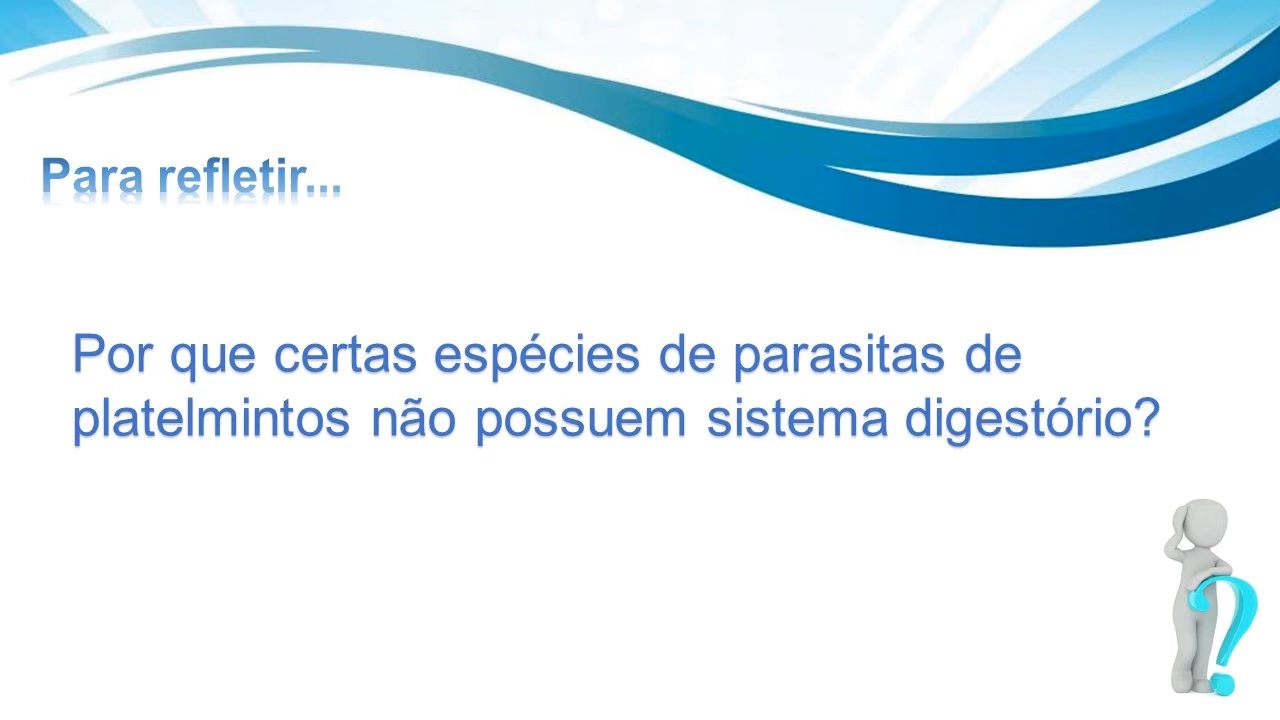 Para refletir...
Por que certas espécies de parasitas de
platelmintos não possuem sistema digestório?